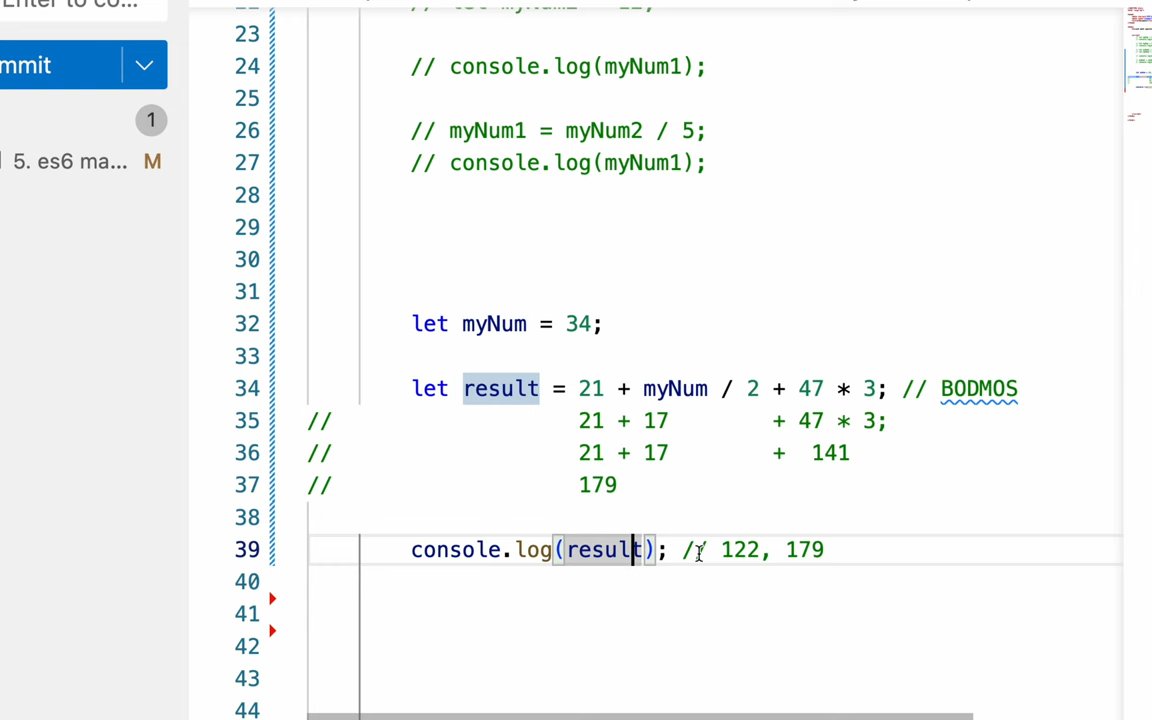 Enter to co...
mmit
1
5. es6 ma... M
23
24 // console.log(myNum1);
25
26 // myNum1 = myNum2 / 5;
27 // console.log(myNum1);
28
29
30
31
32 let myNum = 34;
33
34 let result = 21 + myNum / 2 + 47 * 3; // BODMOS
35 // 21 + 17 + 47 * 3;
36 // 21 + 17 + 141
37 // 179
38
39 console.log(result); // 122, 179
40
41
42
43
44